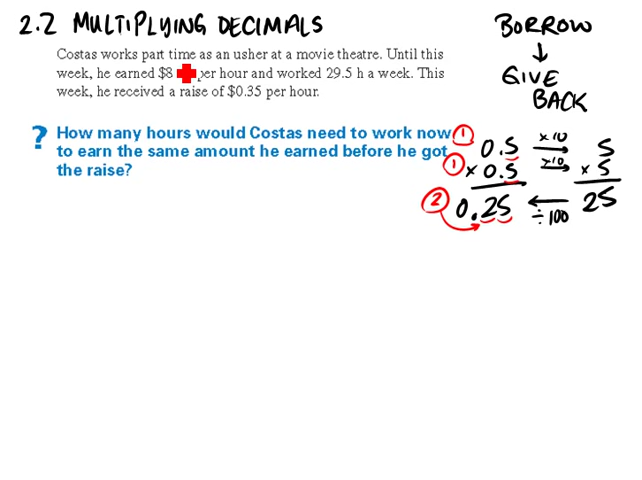 2.2 MULTIPLYING DECIMALS
Costas works part time as an usher at a movie theatre. Until this
week, he earned $8 per hour and worked 29.5 h a week. This
week, he received a raise of $0.35 per hour.
? How many hours would Costas need to work now
to earn the same amount he earned before he got
the raise?
BORROW
↓
GIVE
BACK
① 0.5 ×10 → 5
① × 0.5 ×10 → × 5
② 0.25 ← ÷100 25